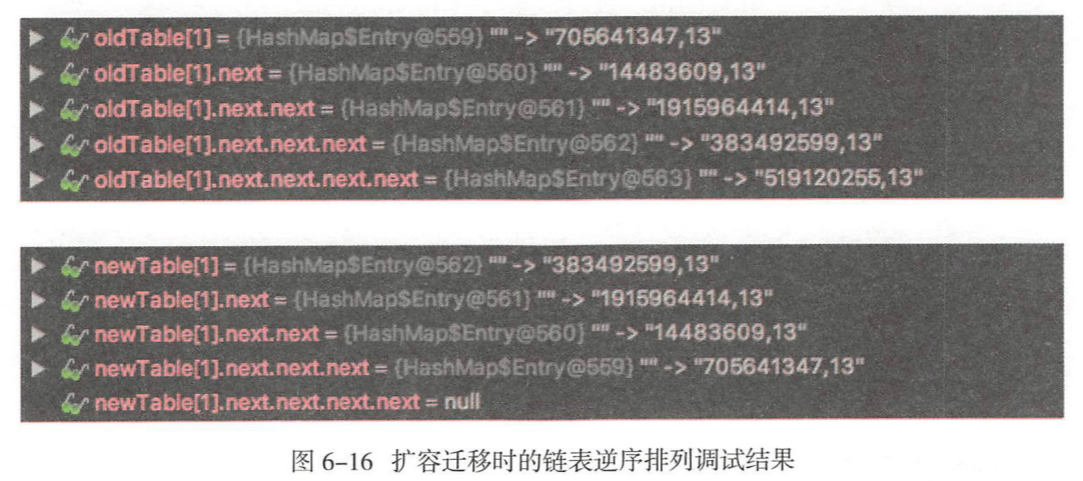 oldTable[1] = {HashMap$Entry@559} "" -> "705641347,13"
oldTable[1].next = {HashMap$Entry@560} "" -> "14483609,13"
oldTable[1].next.next = {HashMap$Entry@561} "" -> "1915964414,13"
oldTable[1].next.next.next = {HashMap$Entry@562} "" -> "383492599,13"
oldTable[1].next.next.next.next = {HashMap$Entry@563} "" -> "519120255,13"
newTable[1] = {HashMap$Entry@562} "" -> "383492599,13"
newTable[1].next = {HashMap$Entry@561} "" -> "1915964414,13"
newTable[1].next.next = {HashMap$Entry@560} "" -> "14483609,13"
newTable[1].next.next.next = {HashMap$Entry@559} "" -> "705641347,13"
newTable[1].next.next.next.next = null
图 6-16 扩容迁移时的链表逆序排列调试结果